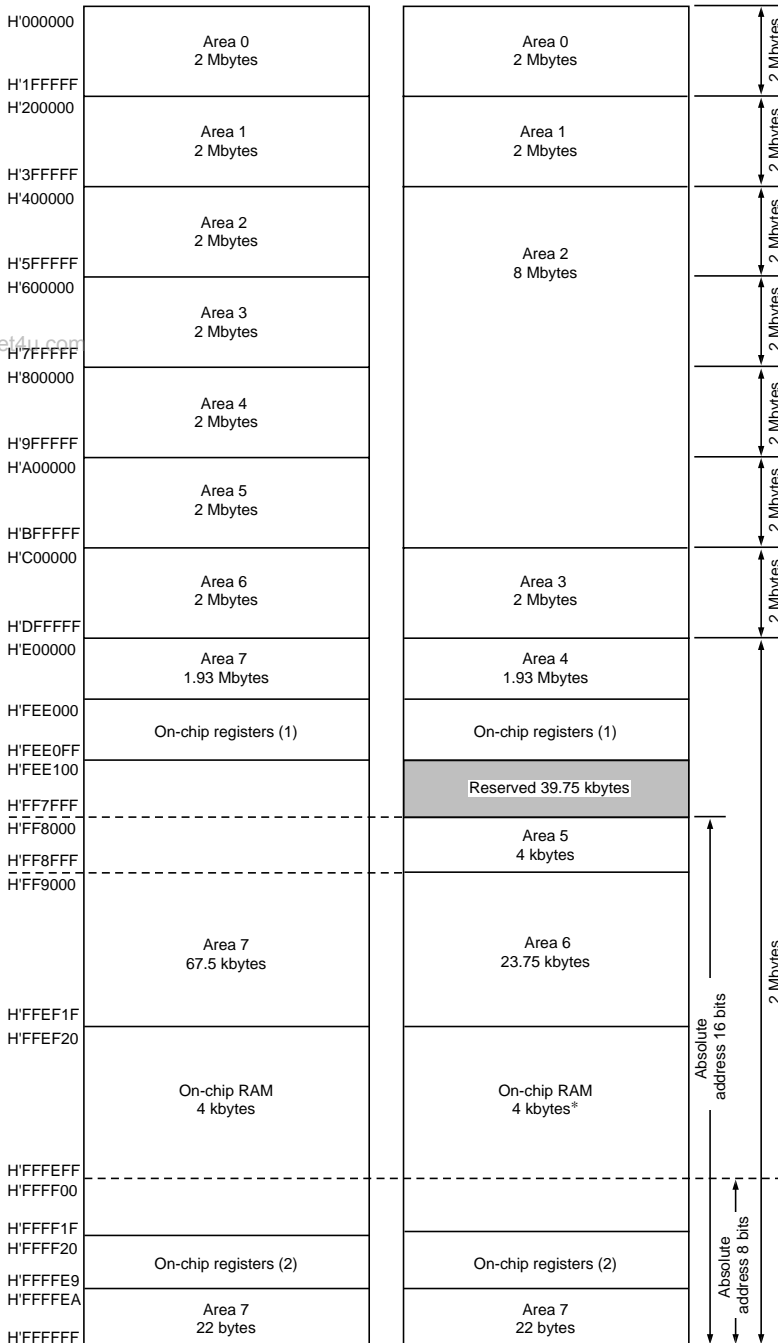 H'000000
H'1FFFFF
H'200000
H'3FFFFF
H'400000
H'5FFFFF
H'600000
et4u.com
H'7FFFFF
H'800000
H'9FFFFF
H'A00000
H'BFFFFF
H'C00000
H'DFFFFF
H'E00000
H'FEE000
H'FEE0FF
H'FEE100
H'FF7FFF
H'FF8000
H'FF8FFF
H'FF9000
H'FFEF1F
H'FFEF20
H'FFFEFF
H'FFFF00
H'FFFF1F
H'FFFF20
H'FFFFE9
H'FFFFEA
H'FFFFFF
Area 0
2 Mbytes
Area 1
2 Mbytes
Area 2
2 Mbytes
Area 3
2 Mbytes
Area 4
2 Mbytes
Area 5
2 Mbytes
Area 6
2 Mbytes
Area 7
1.93 Mbytes
On-chip registers (1)
Area 7
67.5 kbytes
On-chip RAM
4 kbytes
On-chip registers (2)
Area 7
22 bytes
Area 0
2 Mbytes
Area 1
2 Mbytes
Area 2
8 Mbytes
Area 3
2 Mbytes
Area 4
1.93 Mbytes
On-chip registers (1)
Reserved 39.75 kbytes
Area 5
4 kbytes
Area 6
23.75 kbytes
On-chip RAM
4 kbytes*
On-chip registers (2)
Area 7
22 bytes
2 Mbytes
2 Mbytes
2 Mbytes
2 Mbytes
2 Mbytes
2 Mbytes
2 Mbytes
2 Mbytes
Absolute
address 16 bits
Absolute
address 8 bits